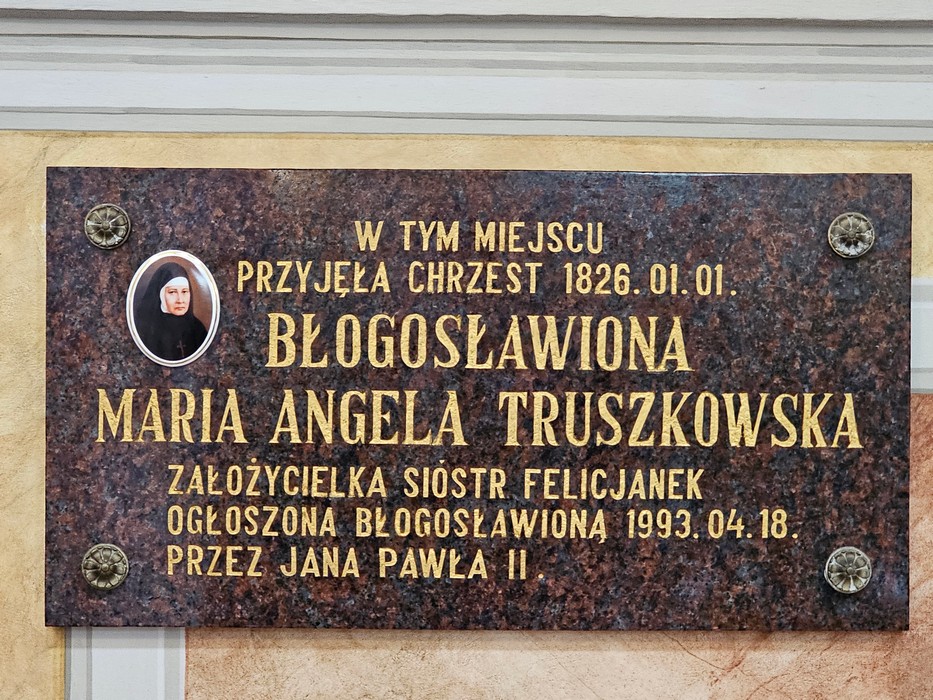 W TYM MIEJSCU
PRZYJĘŁA CHRZEST 1826.01.01.
BŁOGOSŁAWIONA
MARIA ANGELA TRUSZKOWSKA
ZAŁOŻYCIELKA SIÓSTR FELICJANEK
OGŁOSZONA BŁOGOSŁAWIONĄ 1993.04.18.
PRZEZ JANA PAWŁA II.